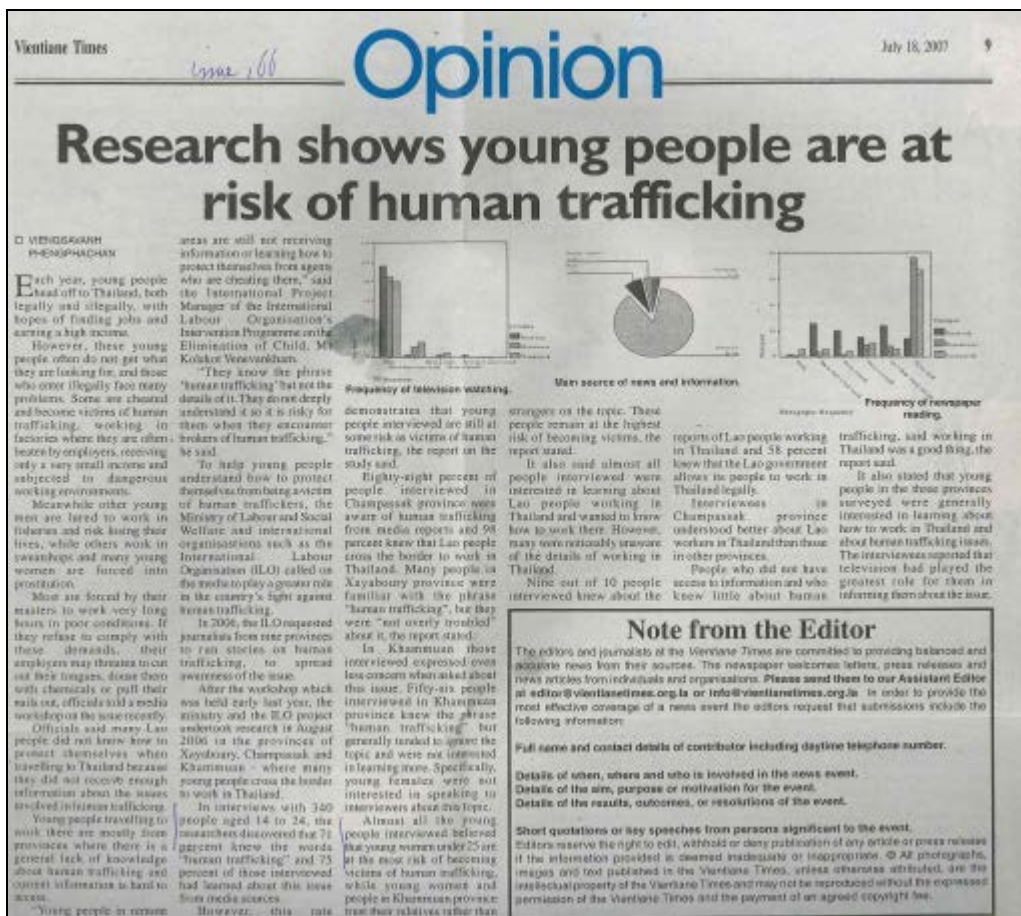 Vientiane Times
July 18, 2007 9
Opinion
Research shows young people are at
risk of human trafficking
VIENGSAVANH
PHENGPHACHAN
Each year, young people
head off to Thailand, both
legally and illegally, with
hopes of finding jobs and
earning a high income.
However, these young
people often do not get what
they are looking for, and those
who enter illegally face many
problems. Some are cheated
and become victims of human
trafficking, working in
factories where they are often
beaten by employers, receiving
only a very small income and
subjected to dangerous
working environments.
Meanwhile other young
men are lured to work in
fisheries and risk losing their
lives, while others work in
sweatshops and many young
women are forced into
prostitution.
Most are forced by their
masters to work very long
hours in poor conditions. If
they refuse to comply with
these demands, their
employers may threaten to cut
out their tongues, douse them
with chemicals or pull their
nails out, officials told a media
workshop on the issue recently.
Officials said many Lao
people did not know how to
protect themselves when
travelling to Thailand because
they did not receive enough
information about the issues
involved in human trafficking.
Young people travelling to
work there are mostly from
provinces where there is a
general lack of knowledge
about human trafficking and
current information is hard to
access.
"Young people in remote
areas are still not receiving
information or learning how to
protect themselves from agents
who are cheating them," said
the International Project
Manager of the International
Labour Organisation's
Intervention Programme on the
Elimination of Child, Mr
"They know the phrase
'human trafficking' but not the
details of it. They do not deeply
understand it so it is risky for
them when they encounter
brokers of human trafficking,"
he said.
To help young people
understand how to protect
themselves from being a victim
of human traffickers, the
Ministry of Labour and Social
Welfare and international
organisations such as the
International Labour
Organisation (ILO) called on
the media to play a greater role
in the country's fight against
human trafficking.
In 2006, the ILO requested
journalists from nine provinces
to run stories on human
trafficking, to spread
awareness of the issue.
After the workshop which
was held early last year, the
ministry and the ILO project
undertook research in August
2006 in the provinces of
Xayaboury, Champassak and
Khammuan - where many
young people cross the border
to work in Thailand.
In interviews with 340
people aged 14 to 24, the
researchers discovered that 71
percent knew the words
"human trafficking" and 75
percent of those interviewed
had learned about this issue
from media sources.
However, this rate
Frequency of television watching.
Main source of news and information.
Frequency of newspaper
reading.
demonstrates that young
people interviewed are still at
some risk as victims of human
trafficking, the report on the
study said.
Eighty-eight percent of
people interviewed in
Champassak province were
aware of human trafficking
from media reports and 98
percent knew that Lao people
cross the border to work in
Thailand. Many people in
Xayaboury province were
familiar with the phrase
"human trafficking", but they
were "not overly troubled"
about it, the report stated.
In Khammuan those
interviewed expressed even
less concern when asked about
this issue. Fifty-six people
interviewed in Khammuan
province knew the phrase
"human trafficking" but
generally tended to ignore the
topic and were not interested
in learning more. Specifically,
young females were not
interested in speaking to
interviewers about this topic.
Almost all the young
people interviewed believed
that young women under 25 are
at the most risk of becoming
victims of human trafficking,
while young women and
people in Khammuan province
trust their relatives rather than
strangers on the topic. These
people remain at the highest
risk of becoming victims, the
report stated.
It also said almost all
people interviewed were
interested in learning about
Lao people working in
Thailand and wanted to know
how to work there. However,
many were noticeably unaware
of the details of working in
Thailand.
Nine out of 10 people
interviewed knew about the
reports of Lao people working
in Thailand and 58 percent
knew that the Lao government
allows its people to work in
Thailand legally.
Interviewees in
Champassak province
understood better about Lao
workers in Thailand than those
in other provinces.
People who did not have
access to information and who
knew little about human
trafficking, said working in
Thailand was a good thing, the
report said.
It also stated that young
people in the three provinces
surveyed were generally
interested in learning about
how to work in Thailand and
about human trafficking issues.
The interviewees reported that
television had played the
greatest role for them in
informing them about the issue.
Note from the Editor
The editors and journalists at the Vientiane Times are committed to providing balanced and
accurate news from their sources. The newspaper welcomes letters, press releases and
news articles from individuals and organisations. Please send them to our Assistant Editor
at editor@vientianetimes.org.la or info@vientianetimes.org.la In order to provide the
most effective coverage of a news event the editors request that submissions include the
following information:
Full name and contact details of contributor including daytime telephone number.
Details of when, where and who is involved in the news event.
Details of the aim, purpose or motivation for the event.
Details of the results, outcomes, or resolutions of the event.
Short quotations or key speeches from persons significant to the event.
Editors reserve the right to edit, withhold or deny publication of any article or press release
if the information provided is deemed inadequate or inappropriate. © All photographs,
images and text published in the Vientiane Times, unless otherwise attributed, are the
intellectual property of the Vientiane Times and may not be reproduced without the expressed
permission of the Vientiane Times and the payment of an agreed copyright fee.